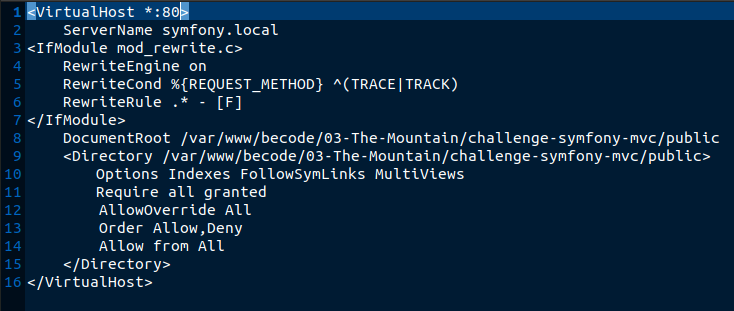 1 <VirtualHost *:80>
2     ServerName symfony.local
3 <IfModule mod_rewrite.c>
4     RewriteEngine on
5     RewriteCond %{REQUEST_METHOD} ^(TRACE|TRACK)
6     RewriteRule .* - [F]
7 </IfModule>
8     DocumentRoot /var/www/becode/03-The-Mountain/challenge-symfony-mvc/public
9     <Directory /var/www/becode/03-The-Mountain/challenge-symfony-mvc/public>
10         Options Indexes FollowSymLinks MultiViews
11         Require all granted
12         AllowOverride All
13         Order Allow,Deny
14         Allow from All
15     </Directory>
16 </VirtualHost>